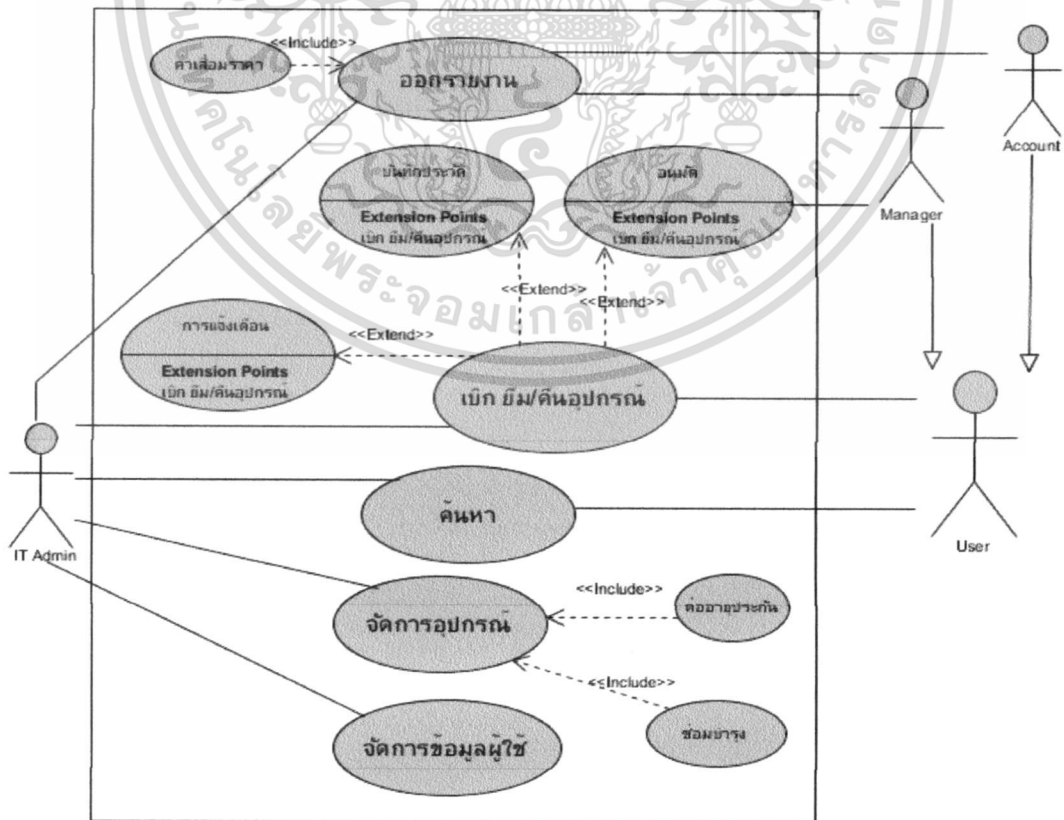 <<Include>>
ค่าเสื่อมราคา
ออกรายงาน
Account
Manager
บันทึกประวัติ
Extension Points
เบิก ยืม/คืนอุปกรณ์
อนุมัติ
Extension Points
เบิก ยืม/คืนอุปกรณ์
<<Extend>>
<<Extend>>
การแจ้งเตือน
Extension Points
เบิก ยืม/คืนอุปกรณ์
<<Extend>>
เบิก ยืม/คืนอุปกรณ์
IT Admin
ค้นหา
User
จัดการอุปกรณ์
<<Include>>
ต่ออายุประกัน
<<Include>>
ซ่อมบำรุง
จัดการข้อมูลผู้ใช้